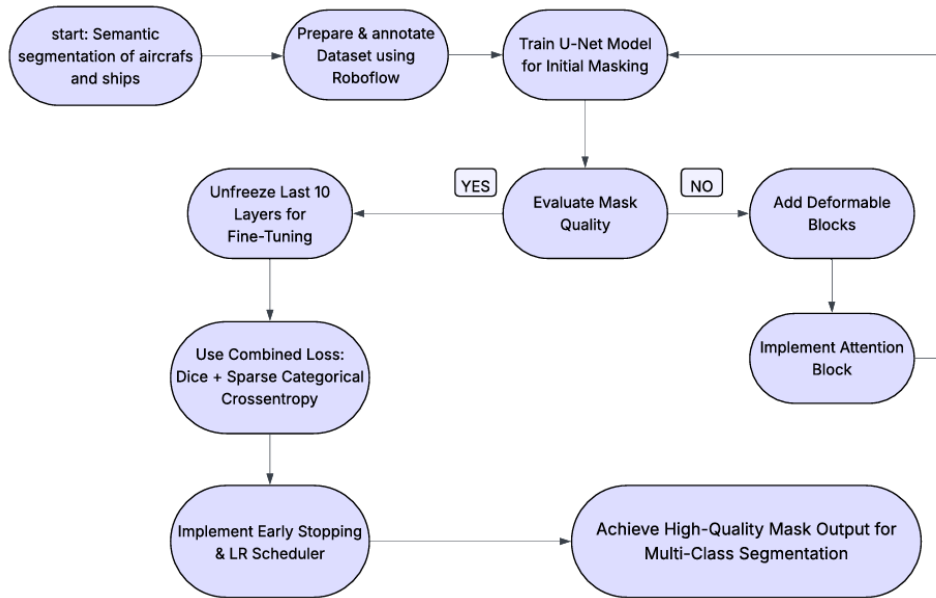 start: Semantic
segmentation of aircrafs
and ships
Prepare & annotate
Dataset using
Roboflow
Train U-Net Model
for Initial Masking
YES
NO
Unfreeze Last 10
Layers for
Fine-Tuning
Evaluate Mask
Quality
Add Deformable
Blocks
Use Combined Loss:
Dice + Sparse Categorical
Crossentropy
Implement Attention
Block
Implement Early Stopping
& LR Scheduler
Achieve High-Quality Mask Output for
Multi-Class Segmentation